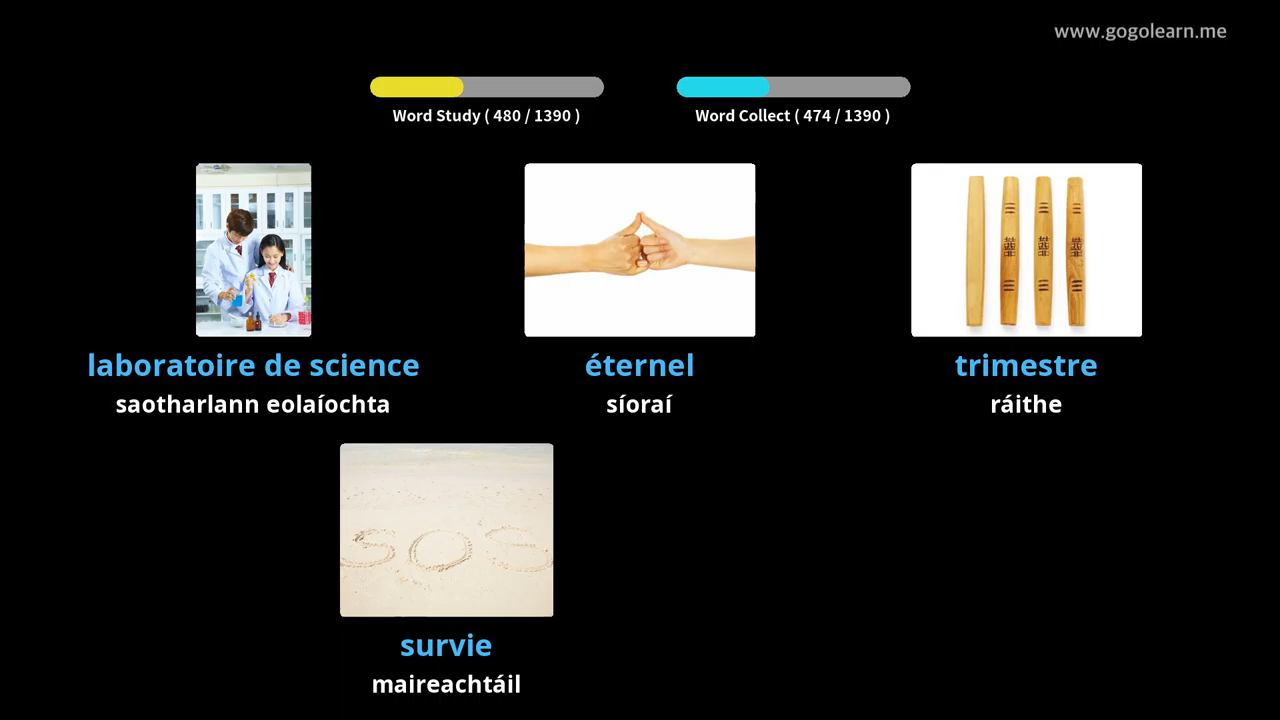 www.gogolearn.me
Word Study ( 480 / 1390 )
Word Collect ( 474 / 1390 )
laboratoire de science
saotharlann eolaíochta
éternel
síoraí
trimestre
ráithe
SOS
survie
maireachtáil